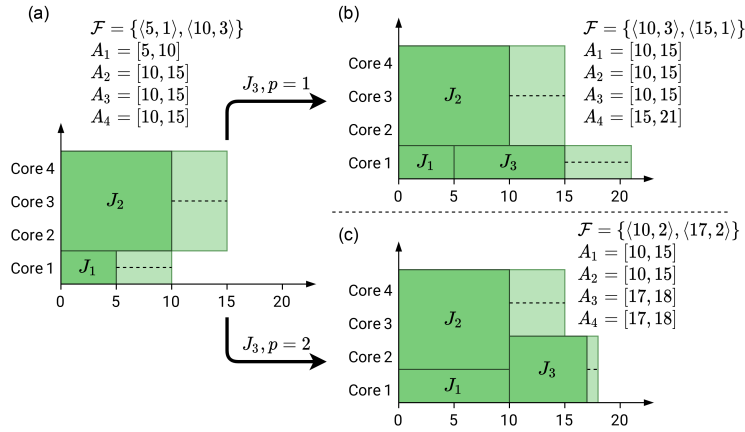 (a)
ℱ = {⟨5, 1⟩, ⟨10, 3⟩}
A₁ = [5, 10]
A₂ = [10, 15]
A₃ = [10, 15]
A₄ = [10, 15]
Core 4
Core 3
Core 2
Core 1
J₂
J₁
0 5 10 15 20
J₃, p = 1
J₃, p = 2
(b)
ℱ = {⟨10, 3⟩, ⟨15, 1⟩}
A₁ = [10, 15]
A₂ = [10, 15]
A₃ = [10, 15]
A₄ = [15, 21]
Core 4
Core 3
Core 2
Core 1
J₂
J₁ J₃
0 5 10 15 20
(c)
ℱ = {⟨10, 2⟩, ⟨17, 2⟩}
A₁ = [10, 15]
A₂ = [10, 15]
A₃ = [17, 18]
A₄ = [17, 18]
Core 4
Core 3
Core 2
Core 1
J₂
J₁
J₃
0 5 10 15 20